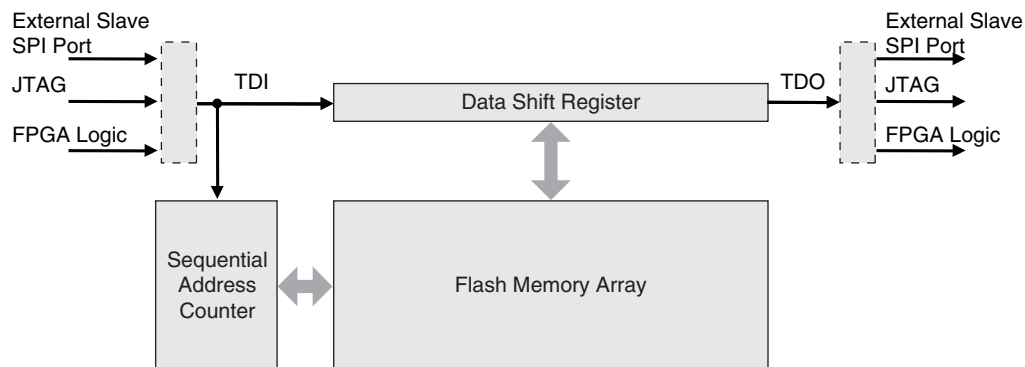 External Slave
SPI Port
JTAG
FPGA Logic
TDI
Data Shift Register
TDO
External Slave
SPI Port
JTAG
FPGA Logic
Sequential
Address
Counter
Flash Memory Array